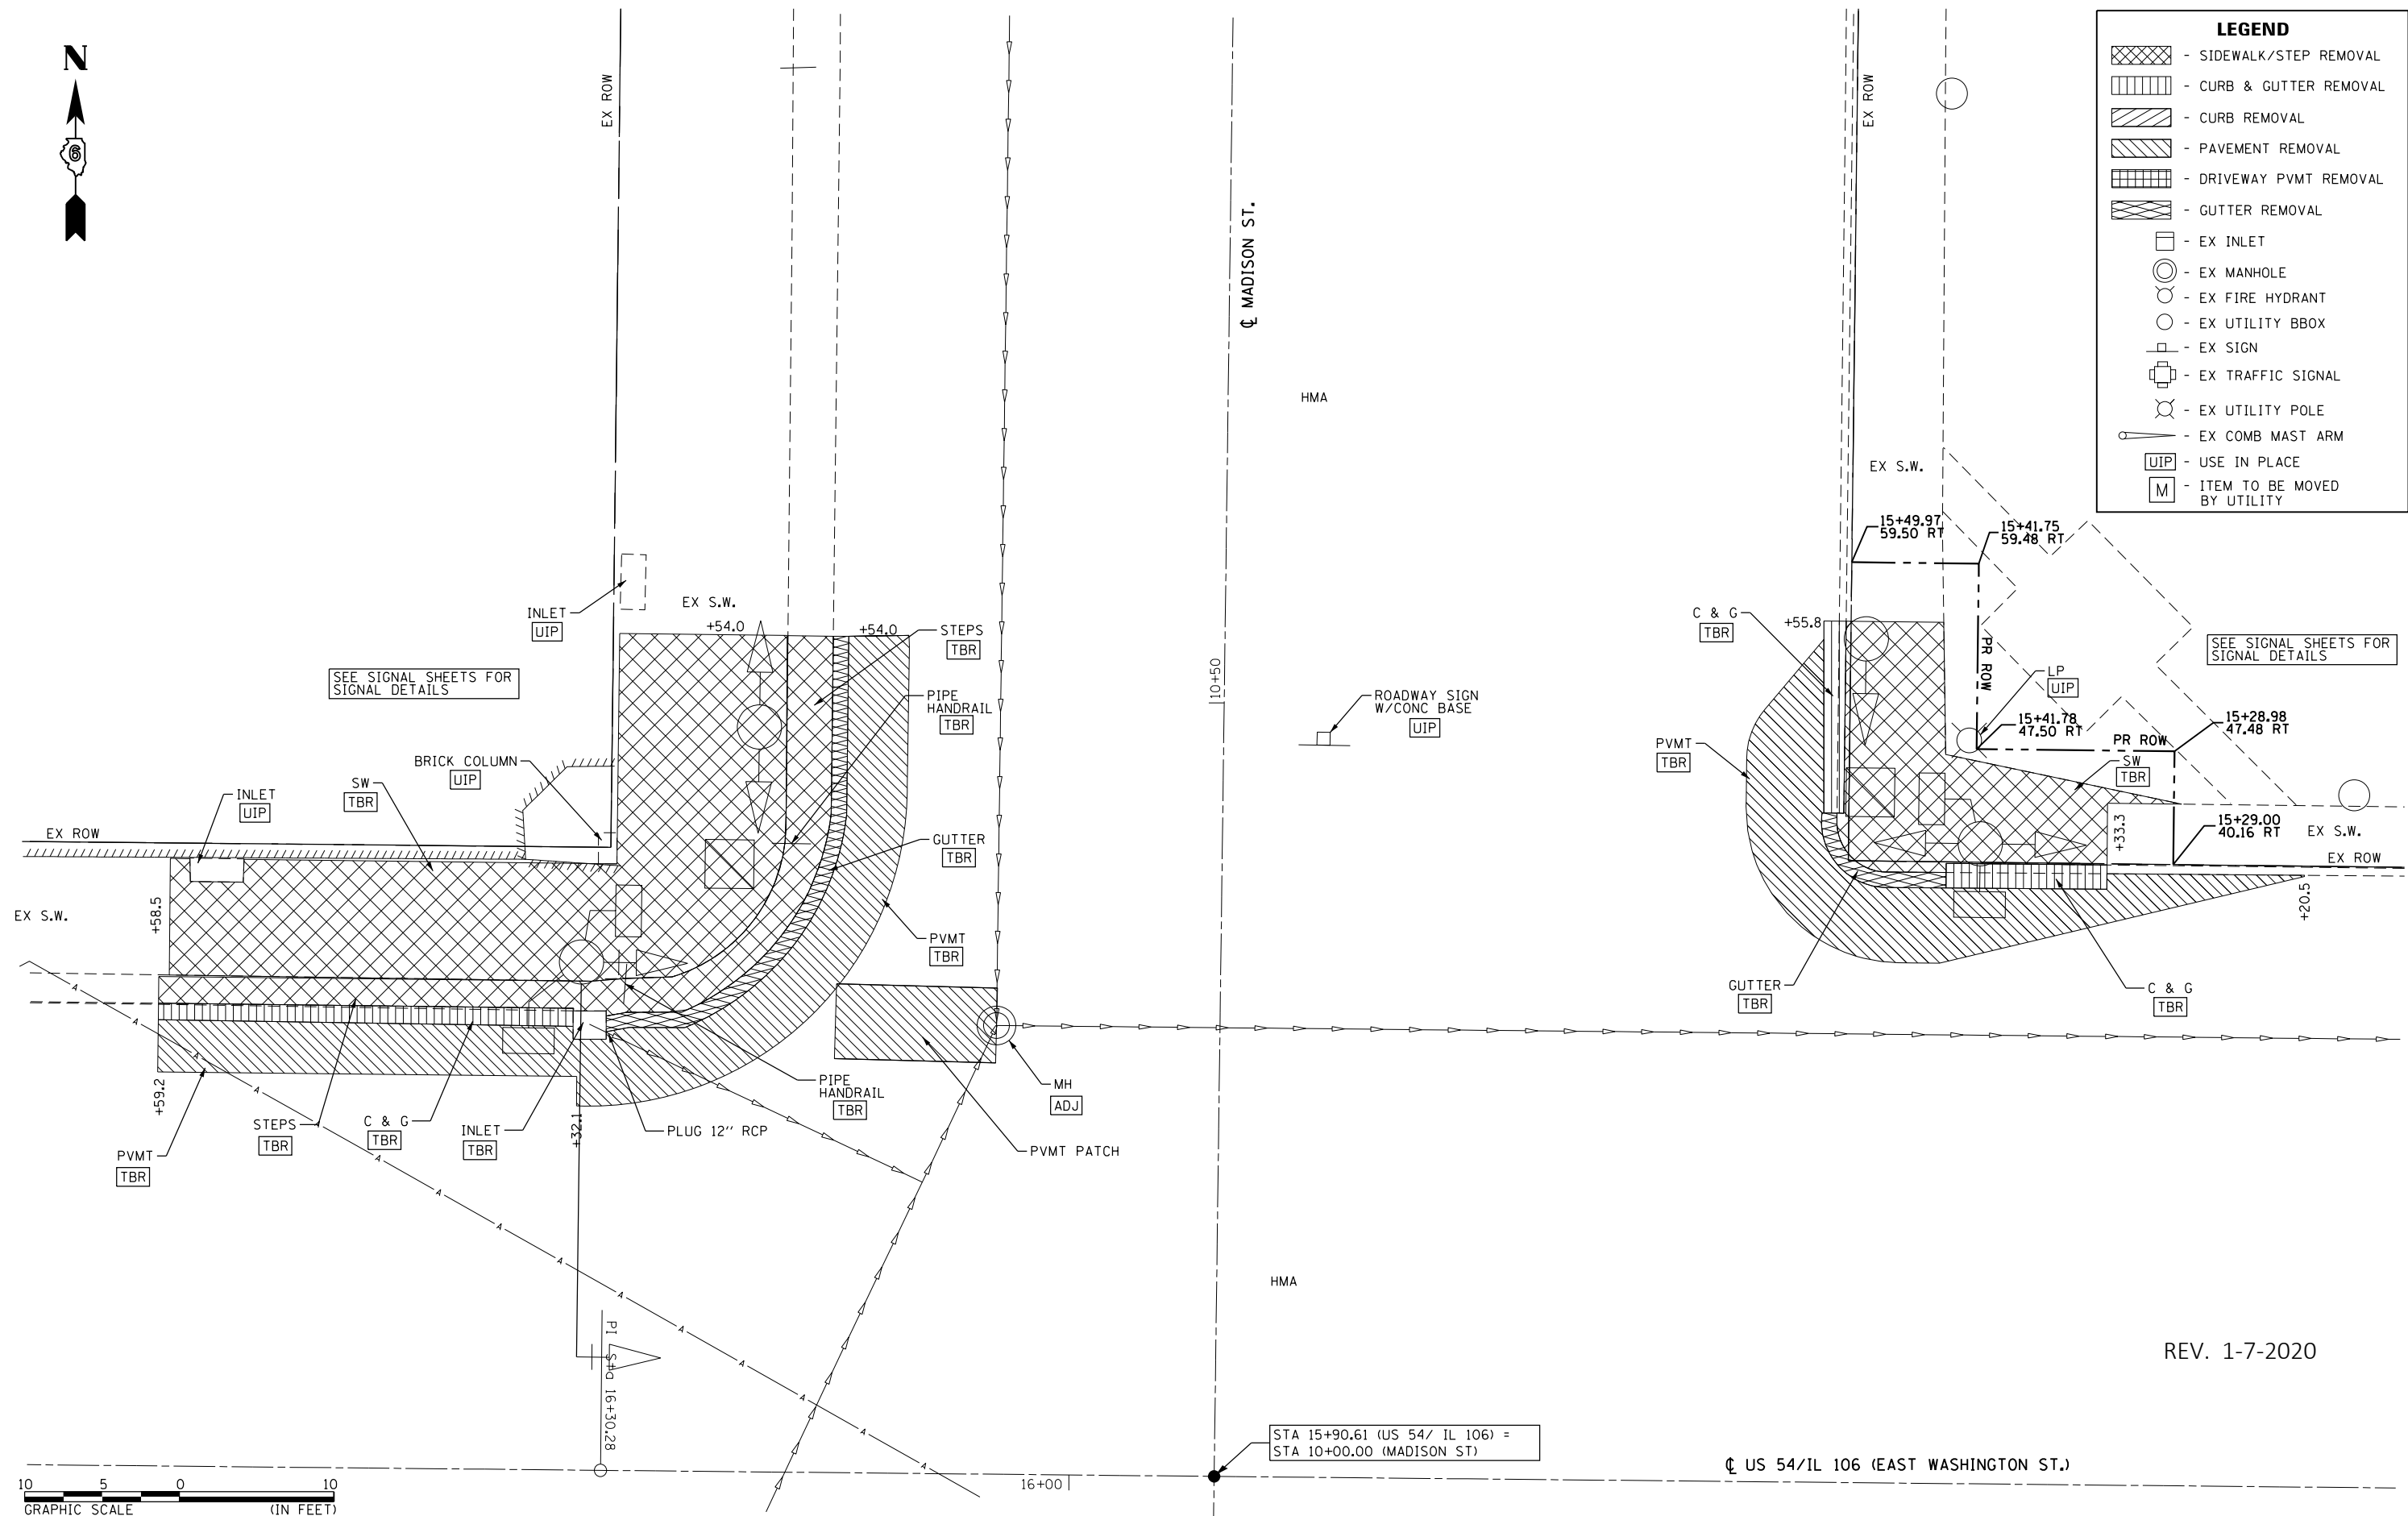 N
6
LEGEND
- SIDEWALK/STEP REMOVAL
- CURB & GUTTER REMOVAL
- CURB REMOVAL
- PAVEMENT REMOVAL
- DRIVEWAY PVMT REMOVAL
- GUTTER REMOVAL
- EX INLET
- EX MANHOLE
- EX FIRE HYDRANT
- EX UTILITY BBOX
- EX SIGN
- EX TRAFFIC SIGNAL
- EX UTILITY POLE
- EX COMB MAST ARM
UIP - USE IN PLACE
M - ITEM TO BE MOVED
BY UTILITY
EX ROW
℄ MADISON ST.
EX ROW
HMA
EX S.W.
15+49.97
59.50 RT
15+41.75
59.48 RT
INLET
UIP
EX S.W.
+54.0
+54.0
STEPS
TBR
C & G
TBR
+55.8
PR ROW
SEE SIGNAL SHEETS FOR
SIGNAL DETAILS
SEE SIGNAL SHEETS FOR
SIGNAL DETAILS
LP
UIP
10+50
PIPE
HANDRAIL
TBR
ROADWAY SIGN
W/CONC BASE
UIP
15+41.78
47.50 RT
15+28.98
47.48 RT
PVMT
TBR
PR ROW
BRICK COLUMN
UIP
SW
TBR
SW
TBR
INLET
UIP
EX ROW
GUTTER
TBR
+33.3
15+29.00
40.16 RT
EX S.W.
EX ROW
EX S.W.
+58.5
+20.5
PVMT
TBR
GUTTER
TBR
C & G
TBR
+59.2
PIPE
HANDRAIL
TBR
MH
ADJ
STEPS
TBR
C & G
TBR
INLET
TBR
+32.1
PLUG 12′′ RCP
PVMT PATCH
PVMT
TBR
HMA
PI Sta 16+30.28
REV. 1-7-2020
STA 15+90.61 (US 54/ IL 106) =
STA 10+00.00 (MADISON ST)
16+00
℄ US 54/IL 106 (EAST WASHINGTON ST.)
10 5 0 10
GRAPHIC SCALE (IN FEET)